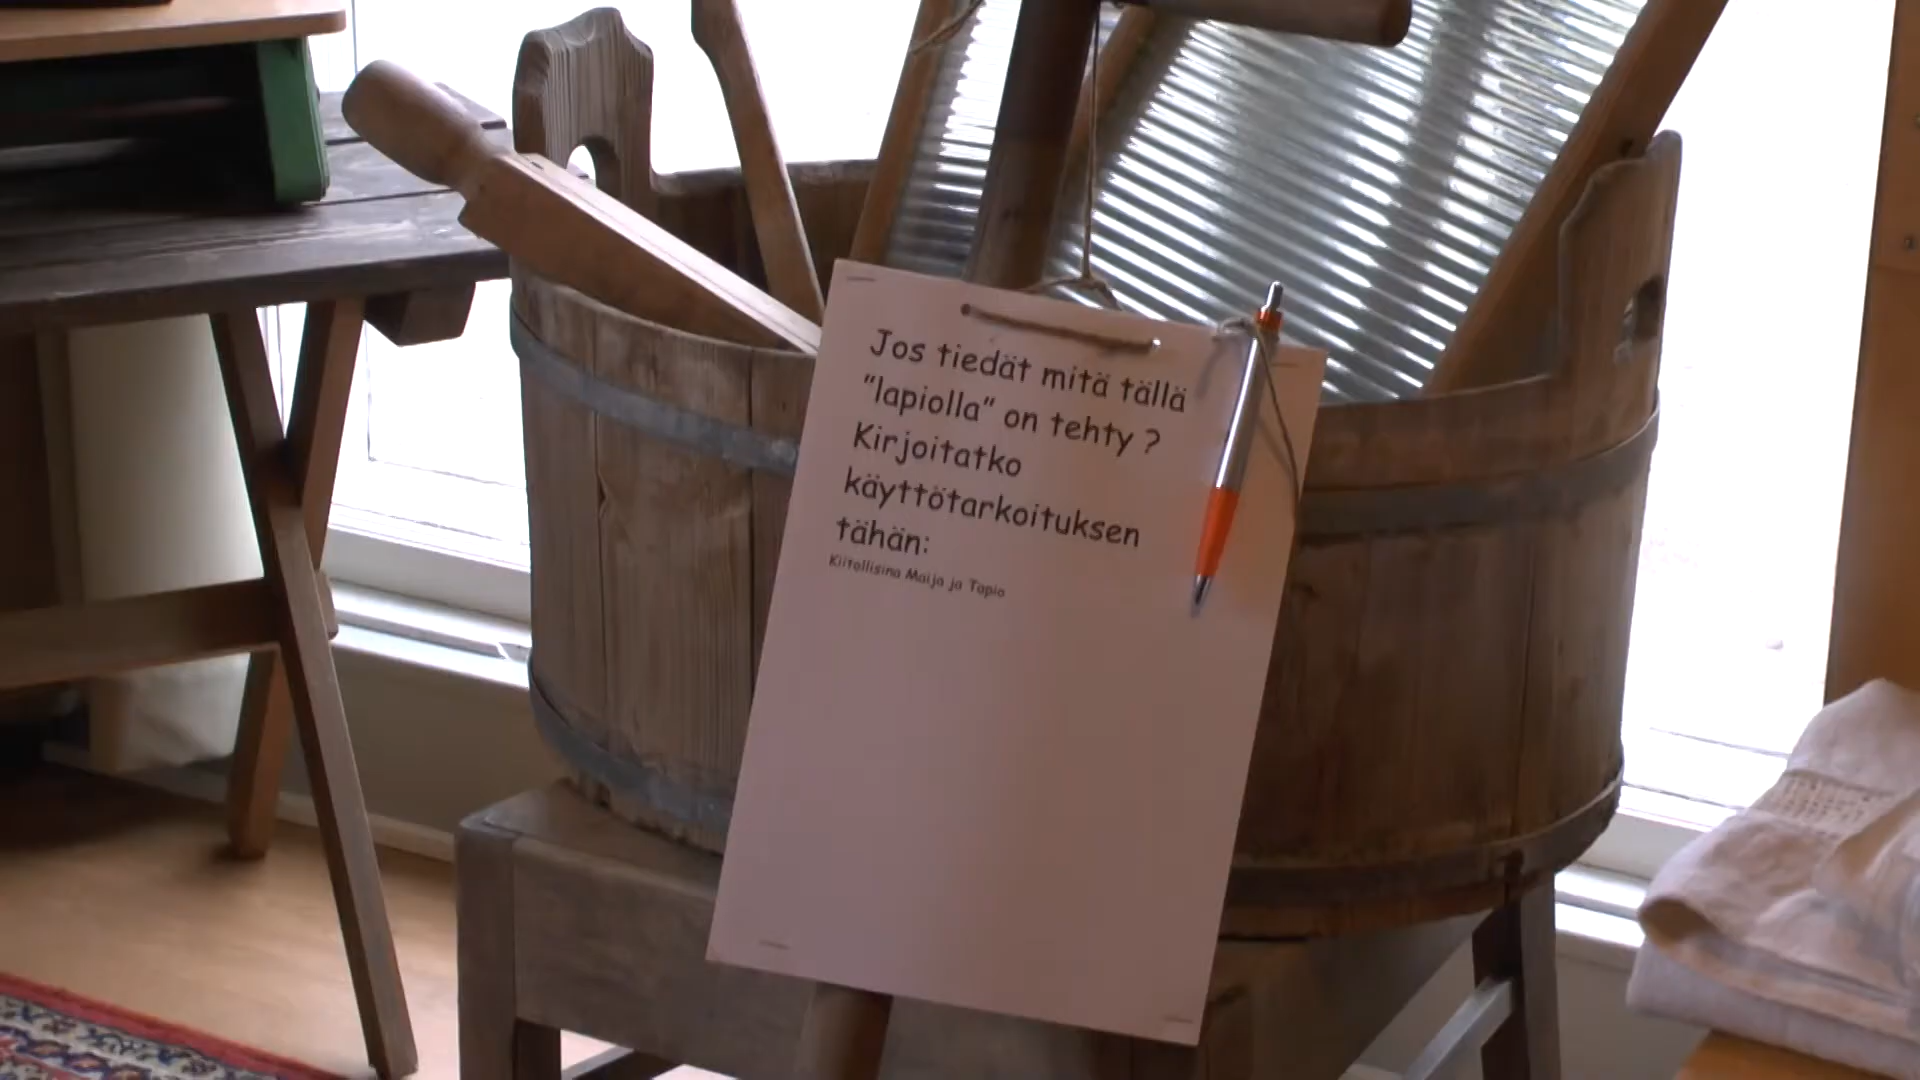 Jos tiedät mitä tällä
"lapiolla" on tehty ?
Kirjoitatko
käyttötarkoituksen
tähän:
Kiitollisina Maija ja Tapio